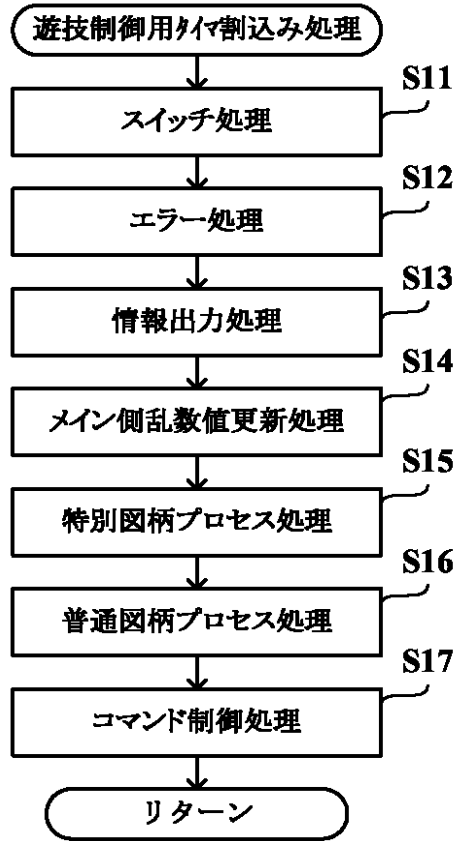 遊技制御用タイマ割込み処理
S11
スイッチ処理
S12
エラー処理
S13
情報出力処理
S14
メイン側乱数値更新処理
S15
特別図柄プロセス処理
S16
普通図柄プロセス処理
S17
コマンド制御処理
リターン